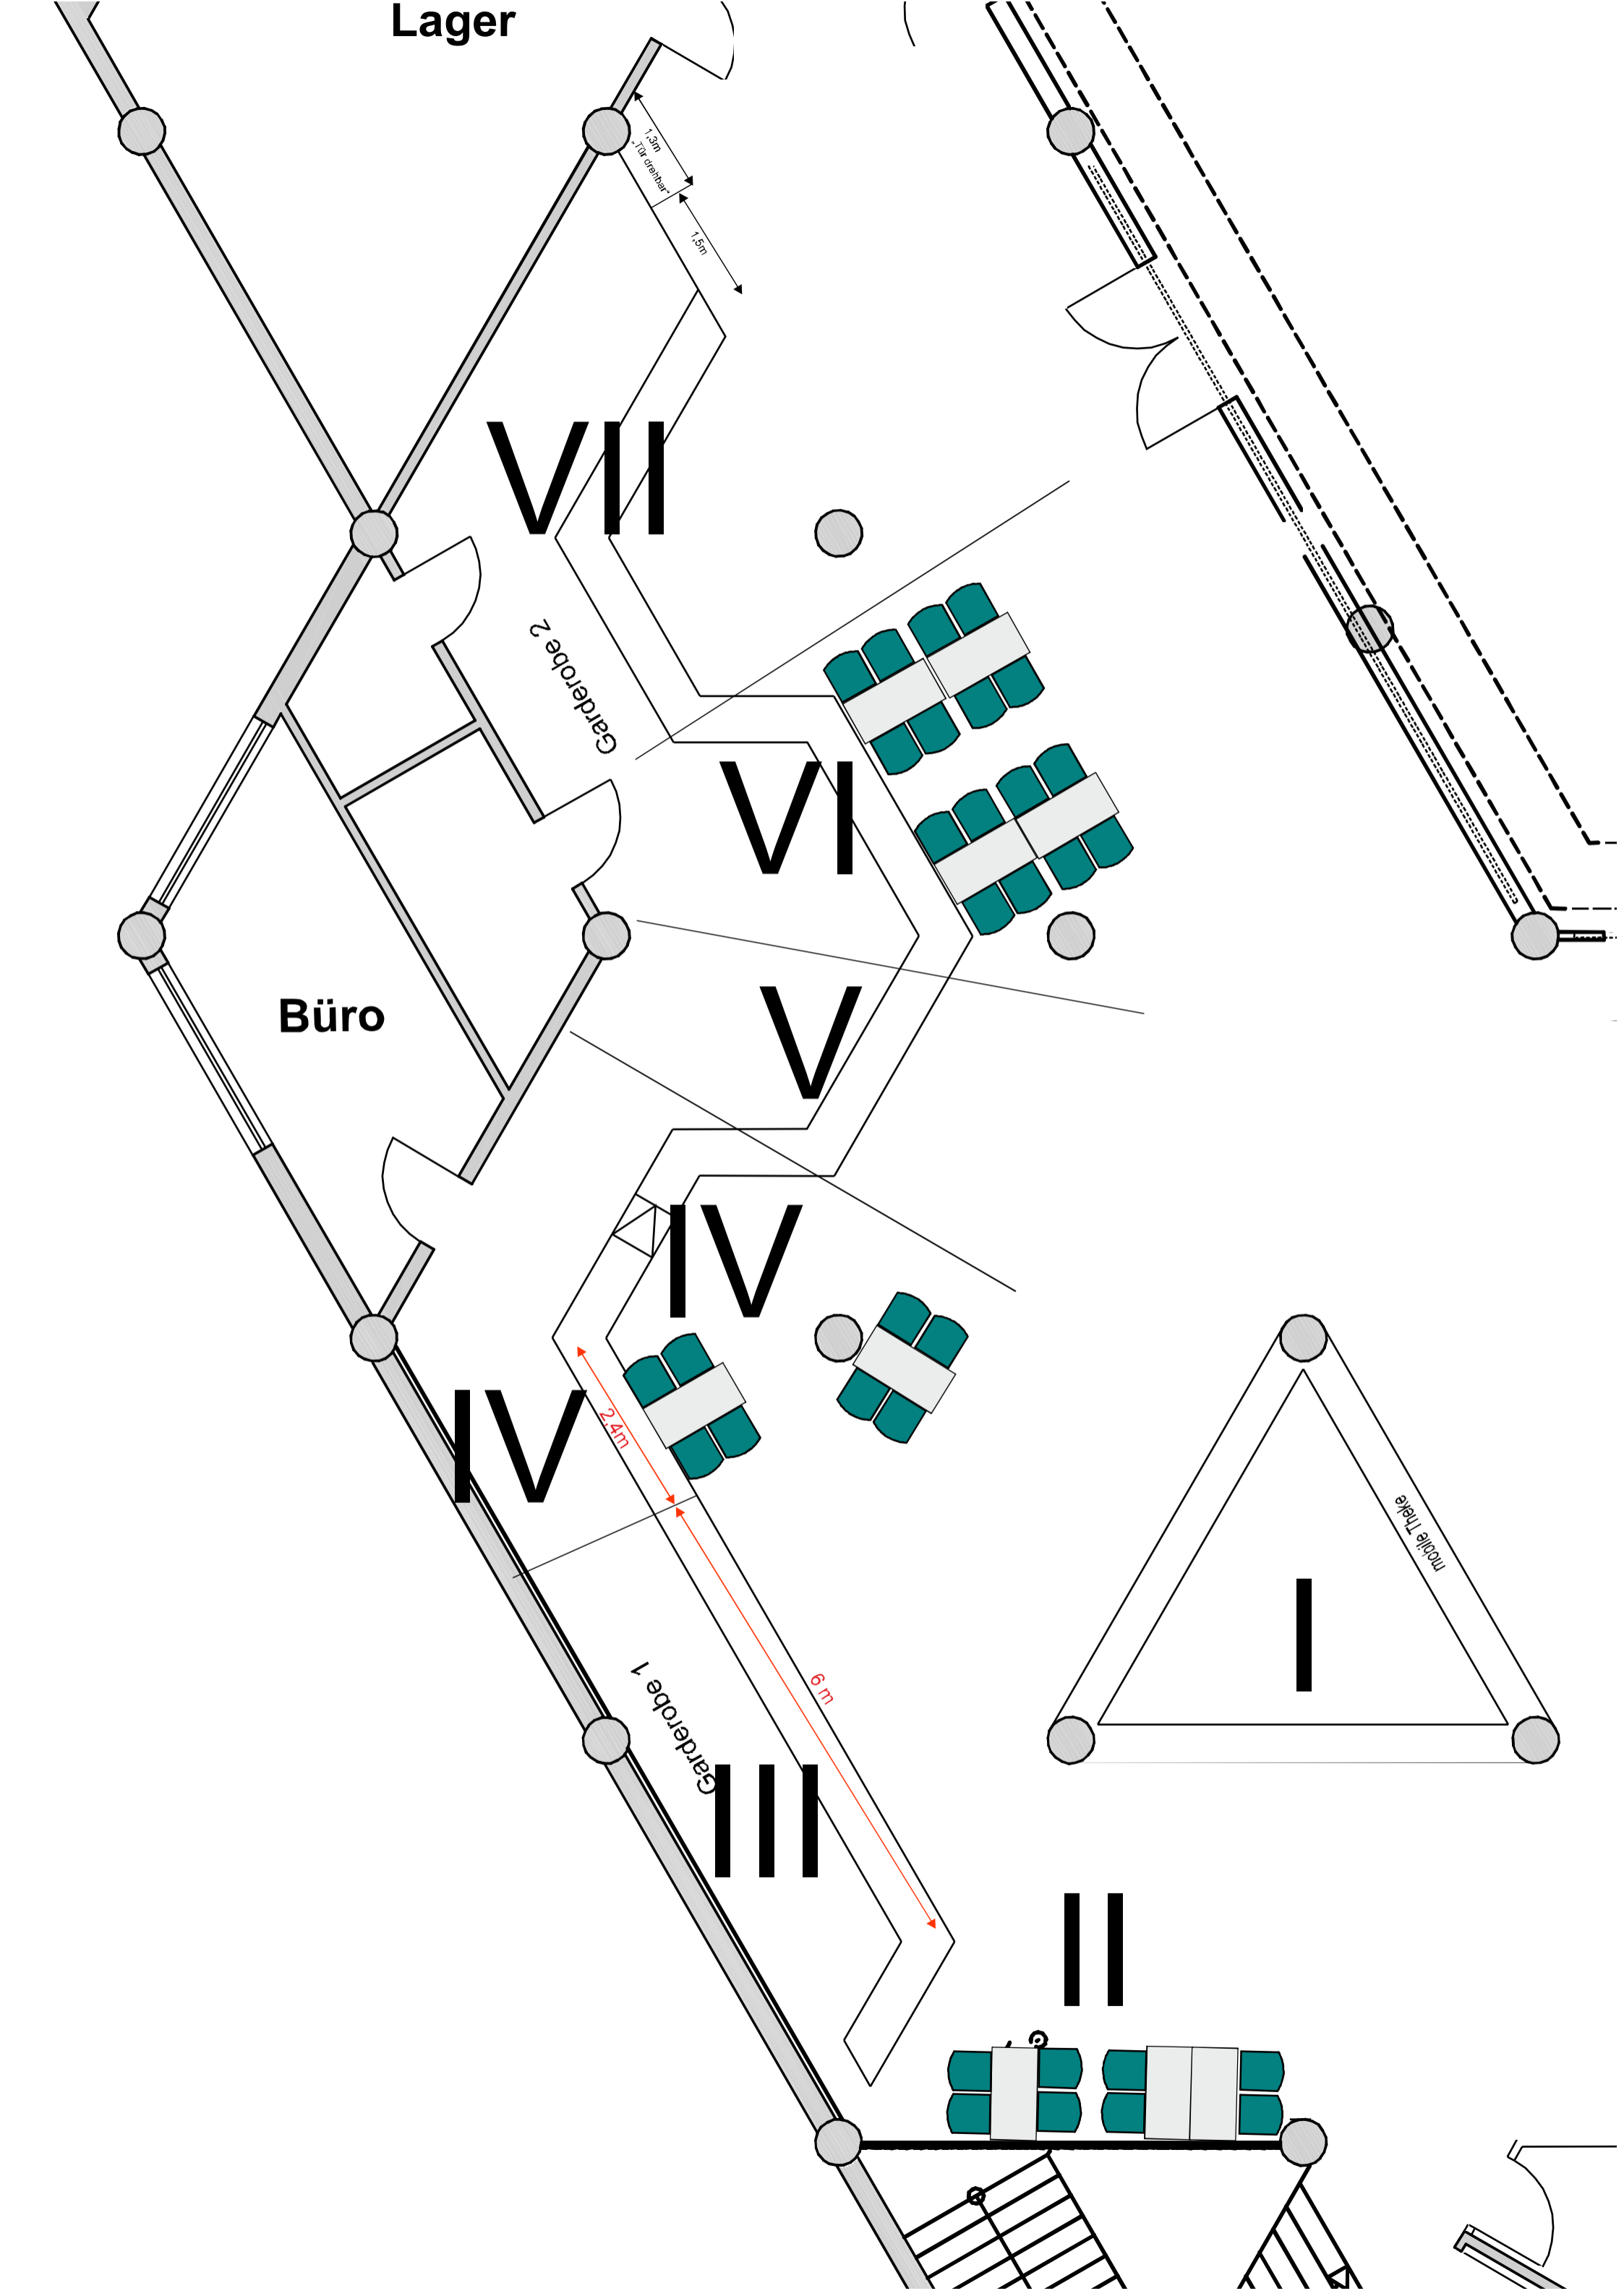 Lager
1,3m
„Tür drehbar“
1,5m
VII
Garderobe 2
VI
Büro
V
IV
IV
2,4m
mobile Theke
I
6 m
Garderobe 1
III
II